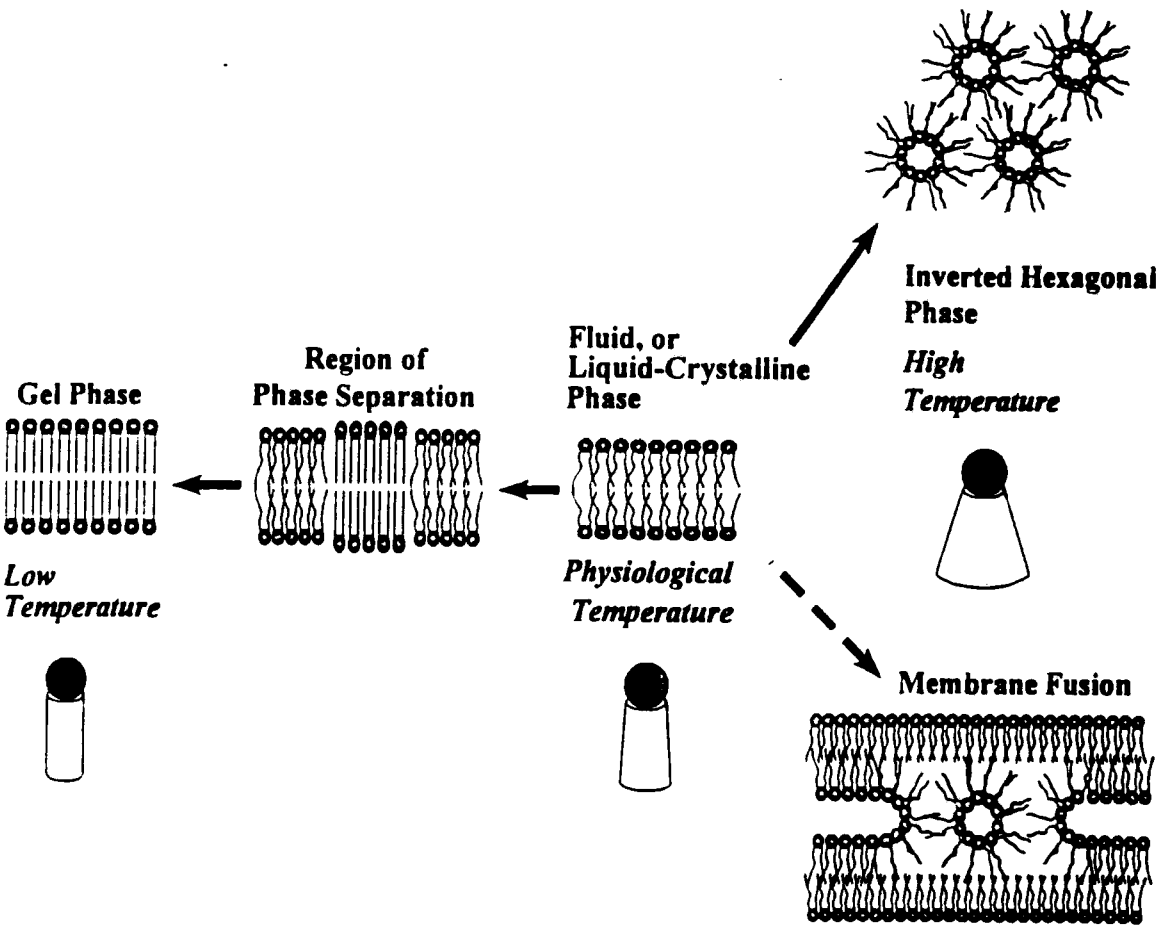 Gel Phase
Low
Temperature
Region of
Phase Separation
Fluid, or
Liquid-Crystalline
Phase
Physiological
Temperature
Inverted Hexagonal
Phase
High
Temperature
Membrane Fusion